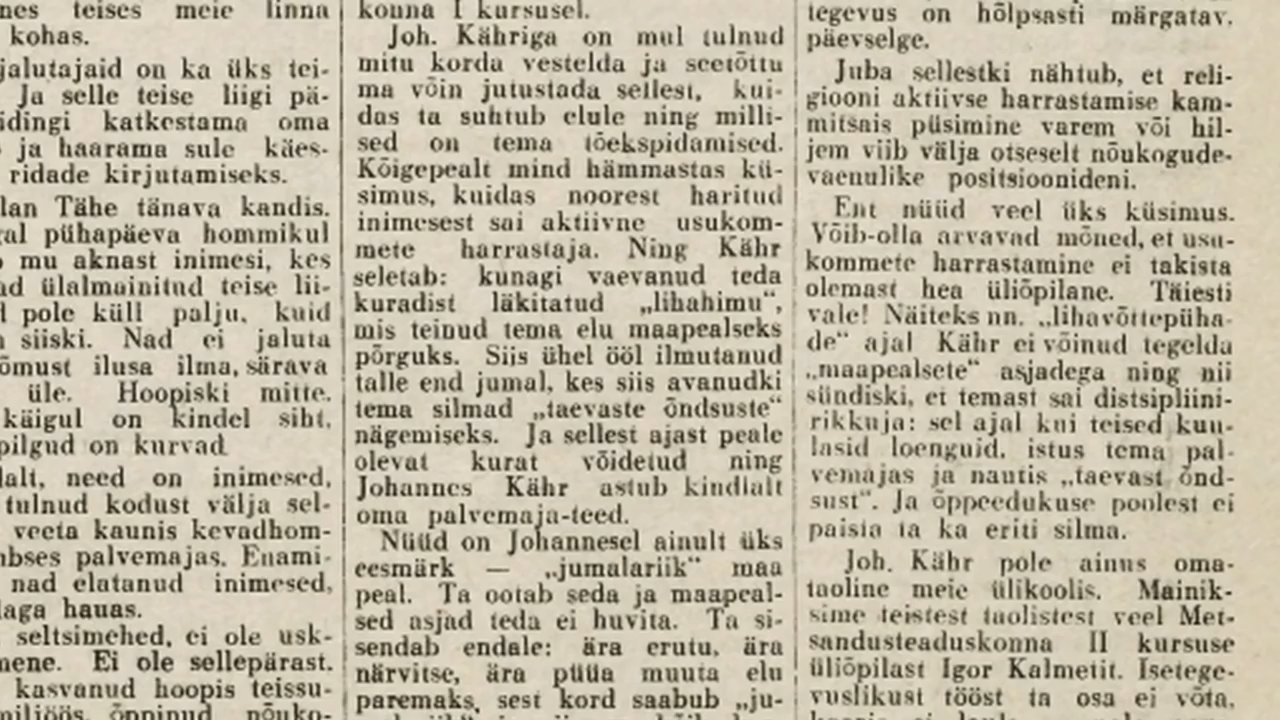 nes teises meie linna
kohas.
jalutajaid on ka üks tei-
Ja selle teise liigi pä-
idingi katkestama oma
ja haarama sule käes-
ridade kirjutamiseks.
lan Tähe tänava kandis.
gal pühapäeva hommikul
mu aknast inimesi, kes
ad ülalmainitud teise lii-
d pole küll palju, kuid
siiski. Nad ei jaluta
õmust ilusa ilma, särava
üle. Hoopiski mitte.
käigul on kindel siht,
pilgud on kurvad
lalt, need on inimesed,
tulnud kodust välja sel-
veeta kaunis kevadhom-
mbses palvemajas. Enami-
nad elatanud inimesed,
laga hauas.
seltsimehed, ei ole usk-
mene. Ei ole sellepärast.
kasvanud hoopis teissu-
miljöös, õppinud nõuko-
konna I kursusel.
Joh. Kähriga on mul tulnud
mitu korda vestelda ja seetõttu
ma võin jutustada sellest, kui-
das ta suhtub elule ning milli-
sed on tema tõekspidamised.
Kõigepealt mind hämmastas kü-
simus, kuidas noorest haritud
inimesest sai aktiivne usukom-
mete harrastaja. Ning Kähr
seletab: kunagi vaevanud teda
kuradist läkitatud „lihahimu“,
mis teinud tema elu maapealseks
põrguks. Siis ühel ööl ilmutanud
talle end jumal, kes siis avanudki
tema silmad „taevaste õndsuste“
nägemiseks. Ja sellest ajast peale
olevat kurat võidetud ning
Johannes Kähr astub kindlalt
oma palvemaja-teed.
Nüüd on Johannesel ainult üks
eesmärk — „jumalariik“ maa
peal. Ta ootab seda ja maapeal-
sed asjad teda ei huvita. Ta si-
sendab endale: ära erutu, ära
närvitse, ära püüa muuta elu
paremaks, sest kord saabub „ju-
tegevus on hõlpsasti märgatav.
päevselge.
Juba sellestki nähtub, et reli-
giooni aktiivse harrastamise kam-
mitsais püsimine varem või hil-
jem viib välja otseselt nõukogude-
vaenulike positsioonideni.
Ent nüüd veel üks küsimus.
Võib-olla arvavad mõned, et usu-
kommete harrastamine ei takista
olemast hea üliõpilane. Täiesti
vale! Näiteks nn. „lihavõttepüha-
de“ ajal Kähr ei võinud tegelda
„maapealsete“ asjadega ning nii
sündiski, et temast sai distsipliini-
rikkuja: sel ajal kui teised kuu-
lasid loenguid, istus tema pal-
vemajas ja nautis „taevast õnd-
sust“. Ja õppeedukuse poolest ei
paista ta ka eriti silma.
Joh. Kähr pole ainus oma-
taoline meie ülikoolis. Mainik-
sime teistest taolistest veel Met-
sandusteaduskonna II kursuse
üliõpilast Igor Kalmetit. Isetege-
vuslikust tööst ta osa ei võta,